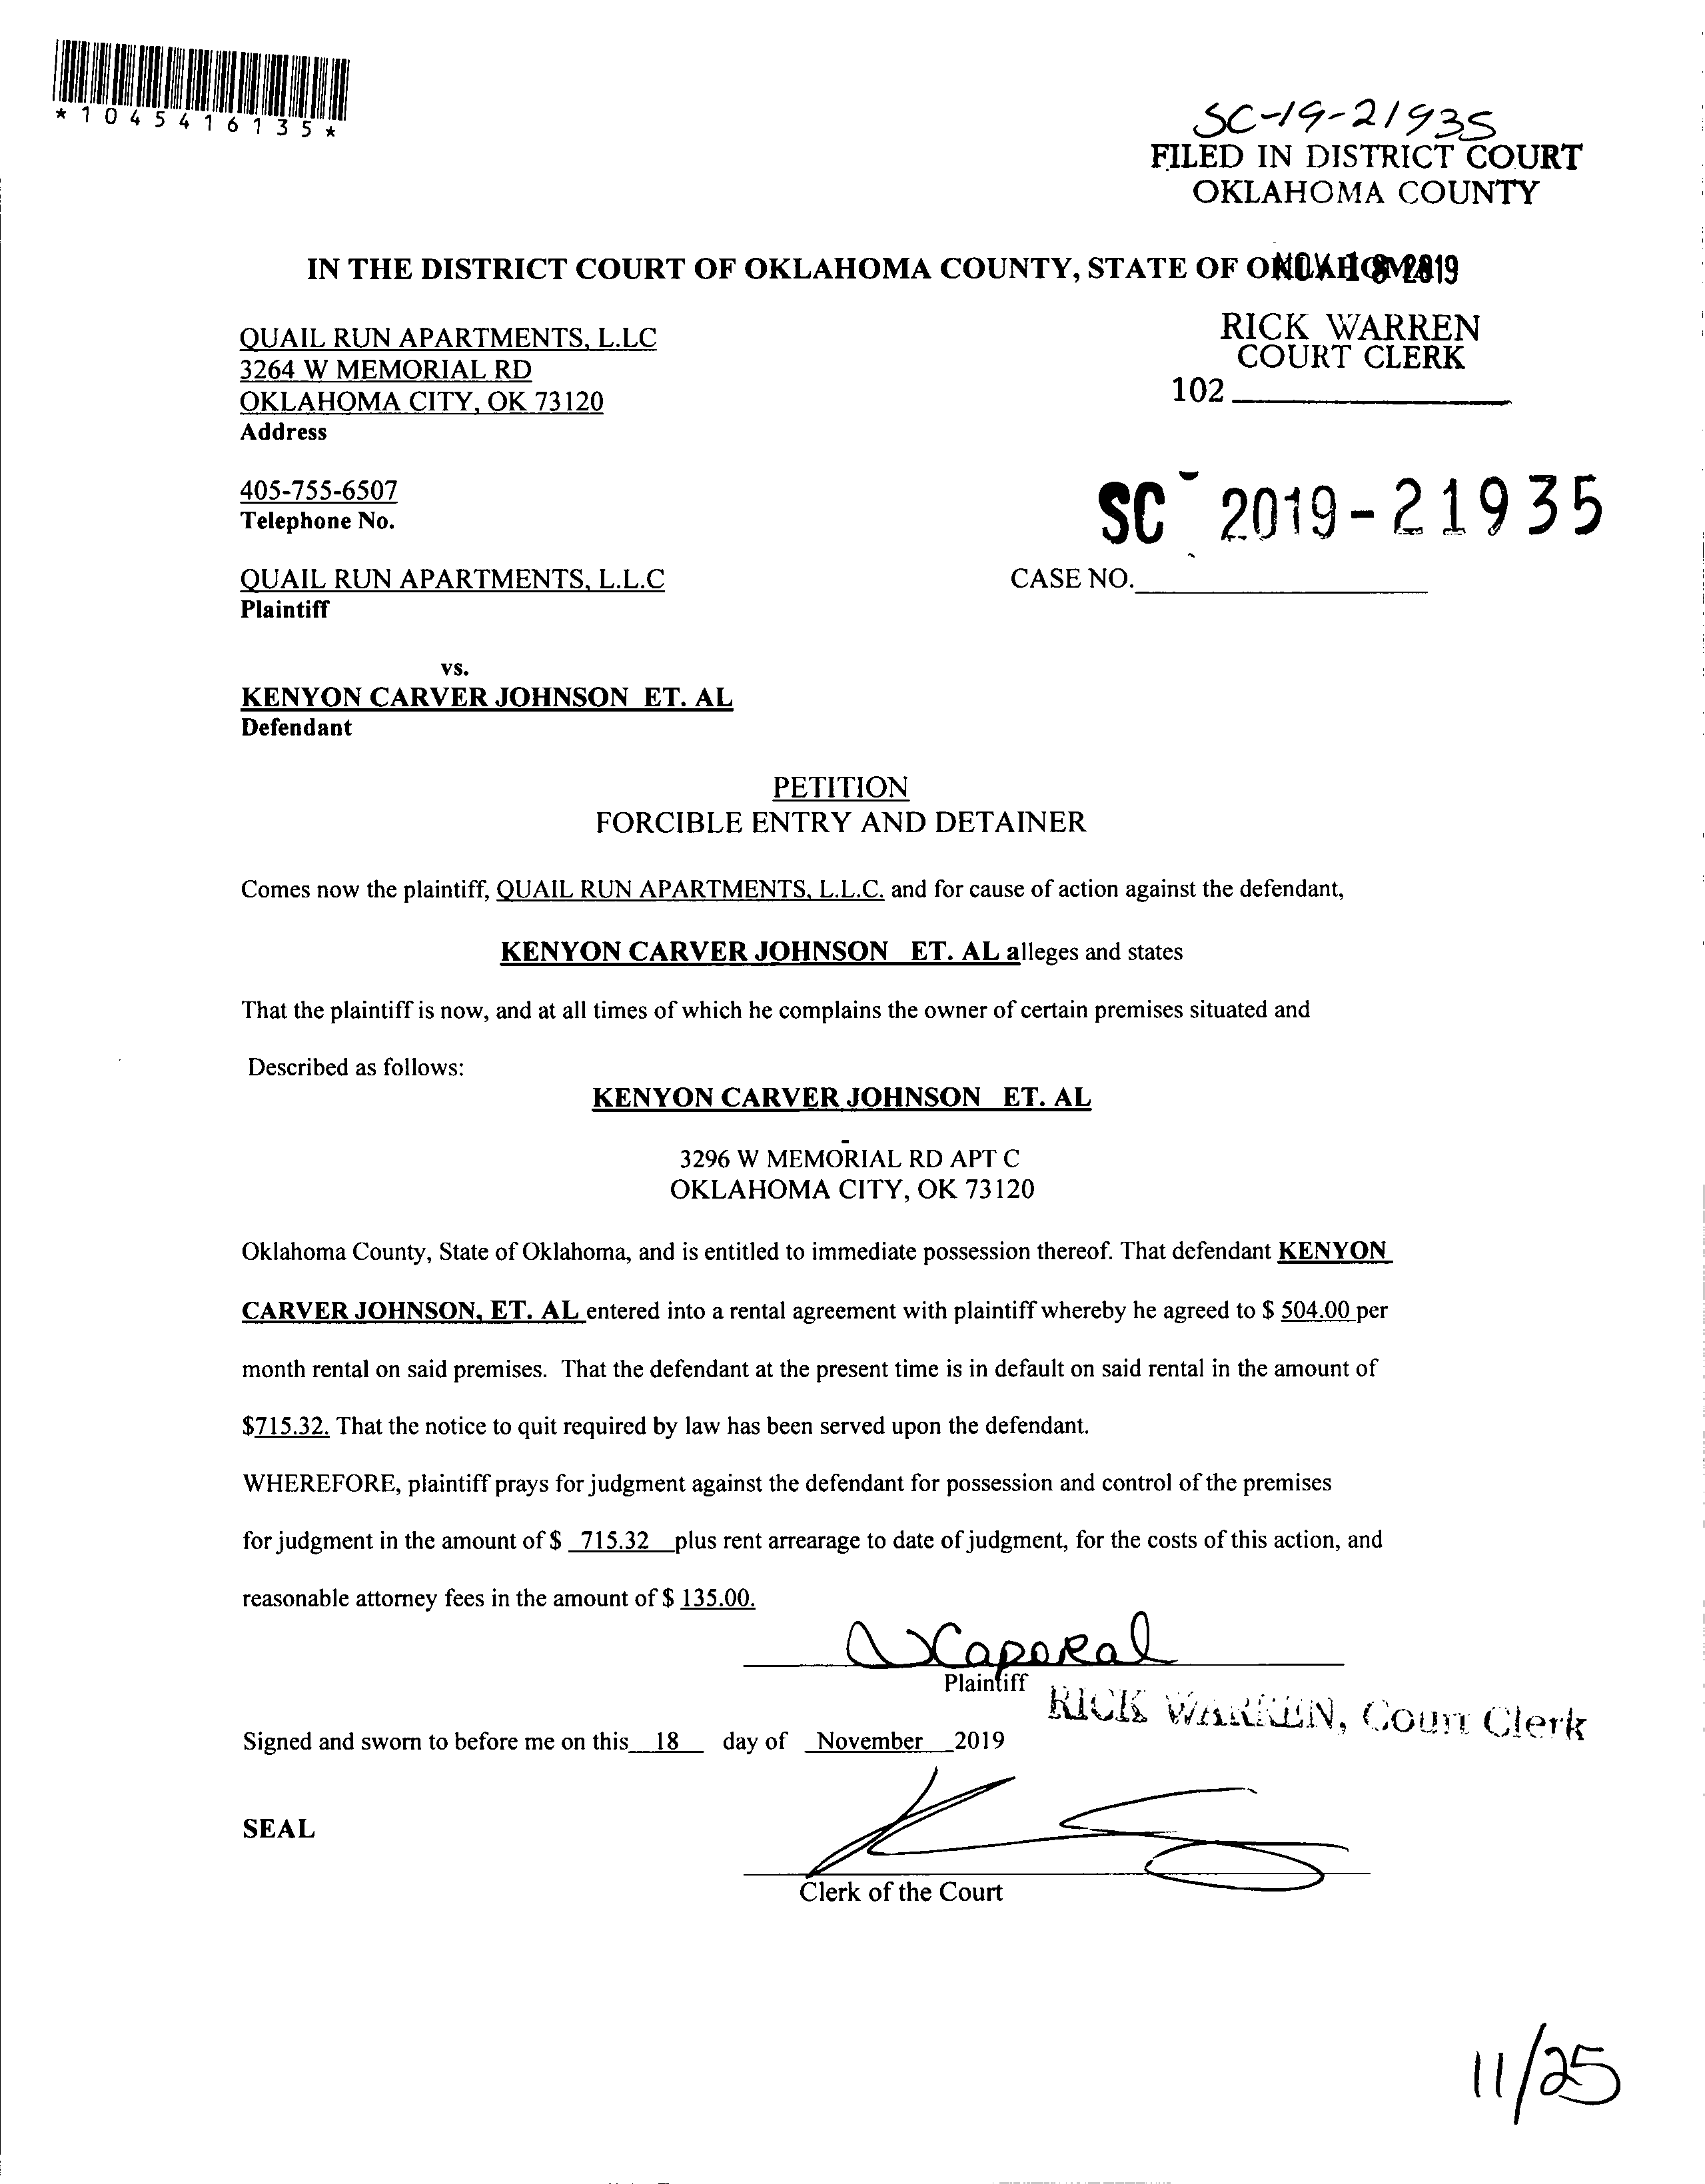 *1045416135*
SC-19-21935
FILED IN DISTRICT COURT
OKLAHOMA COUNTY
IN THE DISTRICT COURT OF OKLAHOMA COUNTY, STATE OF OKLAHOMA
NOV 18 2019
RICK WARREN
COURT CLERK
102
QUAIL RUN APARTMENTS, L.LC
3264 W MEMORIAL RD
OKLAHOMA CITY, OK 73120
Address
405-755-6507
Telephone No.
SC - 2019-21935
QUAIL RUN APARTMENTS, L.L.C CASE NO.
Plaintiff
vs.
KENYON CARVER JOHNSON ET. AL
Defendant
PETITION
FORCIBLE ENTRY AND DETAINER
Comes now the plaintiff, QUAIL RUN APARTMENTS, L.L.C. and for cause of action against the defendant,
KENYON CARVER JOHNSON ET. AL alleges and states
That the plaintiff is now, and at all times of which he complains the owner of certain premises situated and
Described as follows:
KENYON CARVER JOHNSON ET. AL
3296 W MEMORIAL RD APT C
OKLAHOMA CITY, OK 73120
Oklahoma County, State of Oklahoma, and is entitled to immediate possession thereof. That defendant KENYON
CARVER JOHNSON, ET. AL entered into a rental agreement with plaintiff whereby he agreed to $ 504.00 per
month rental on said premises. That the defendant at the present time is in default on said rental in the amount of
$715.32. That the notice to quit required by law has been served upon the defendant.
WHEREFORE, plaintiff prays for judgment against the defendant for possession and control of the premises
for judgment in the amount of $ 715.32 plus rent arrearage to date of judgment, for the costs of this action, and
reasonable attorney fees in the amount of $ 135.00.
Caporal
Plaintiff
RICK WARREN, Court Clerk
Signed and sworn to before me on this 18 day of November 2019
SEAL
Clerk of the Court
11/25